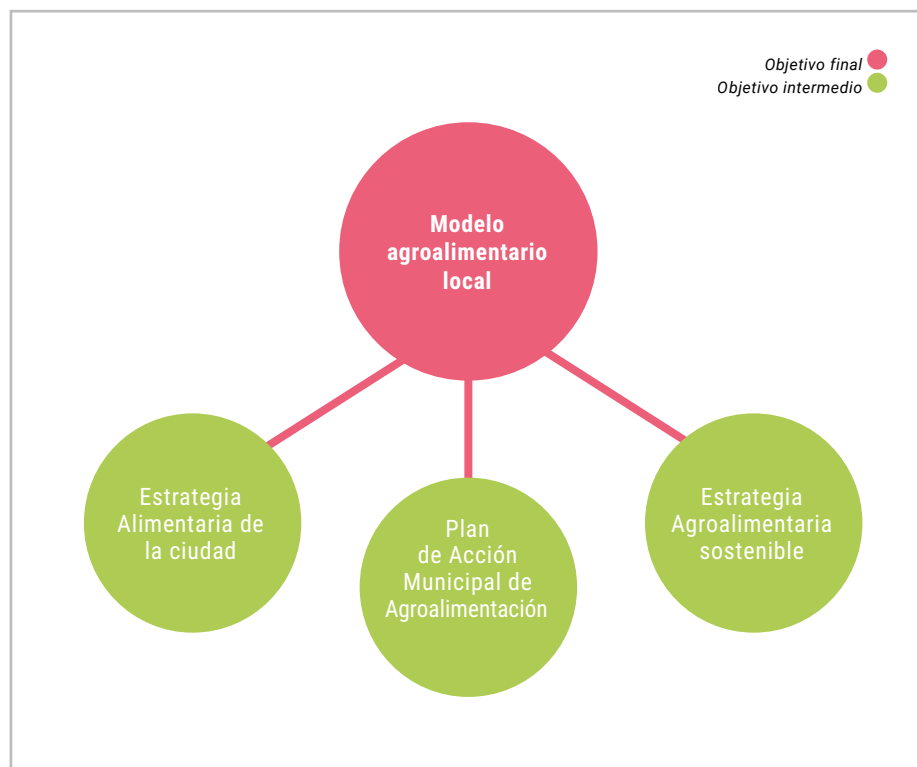 Objetivo final
Objetivo intermedio
Modelo
agroalimentario
local
Estrategia
Alimentaria de
la ciudad
Plan
de Acción
Municipal de
Agroalimentación
Estrategia
Agroalimentaria
sostenible